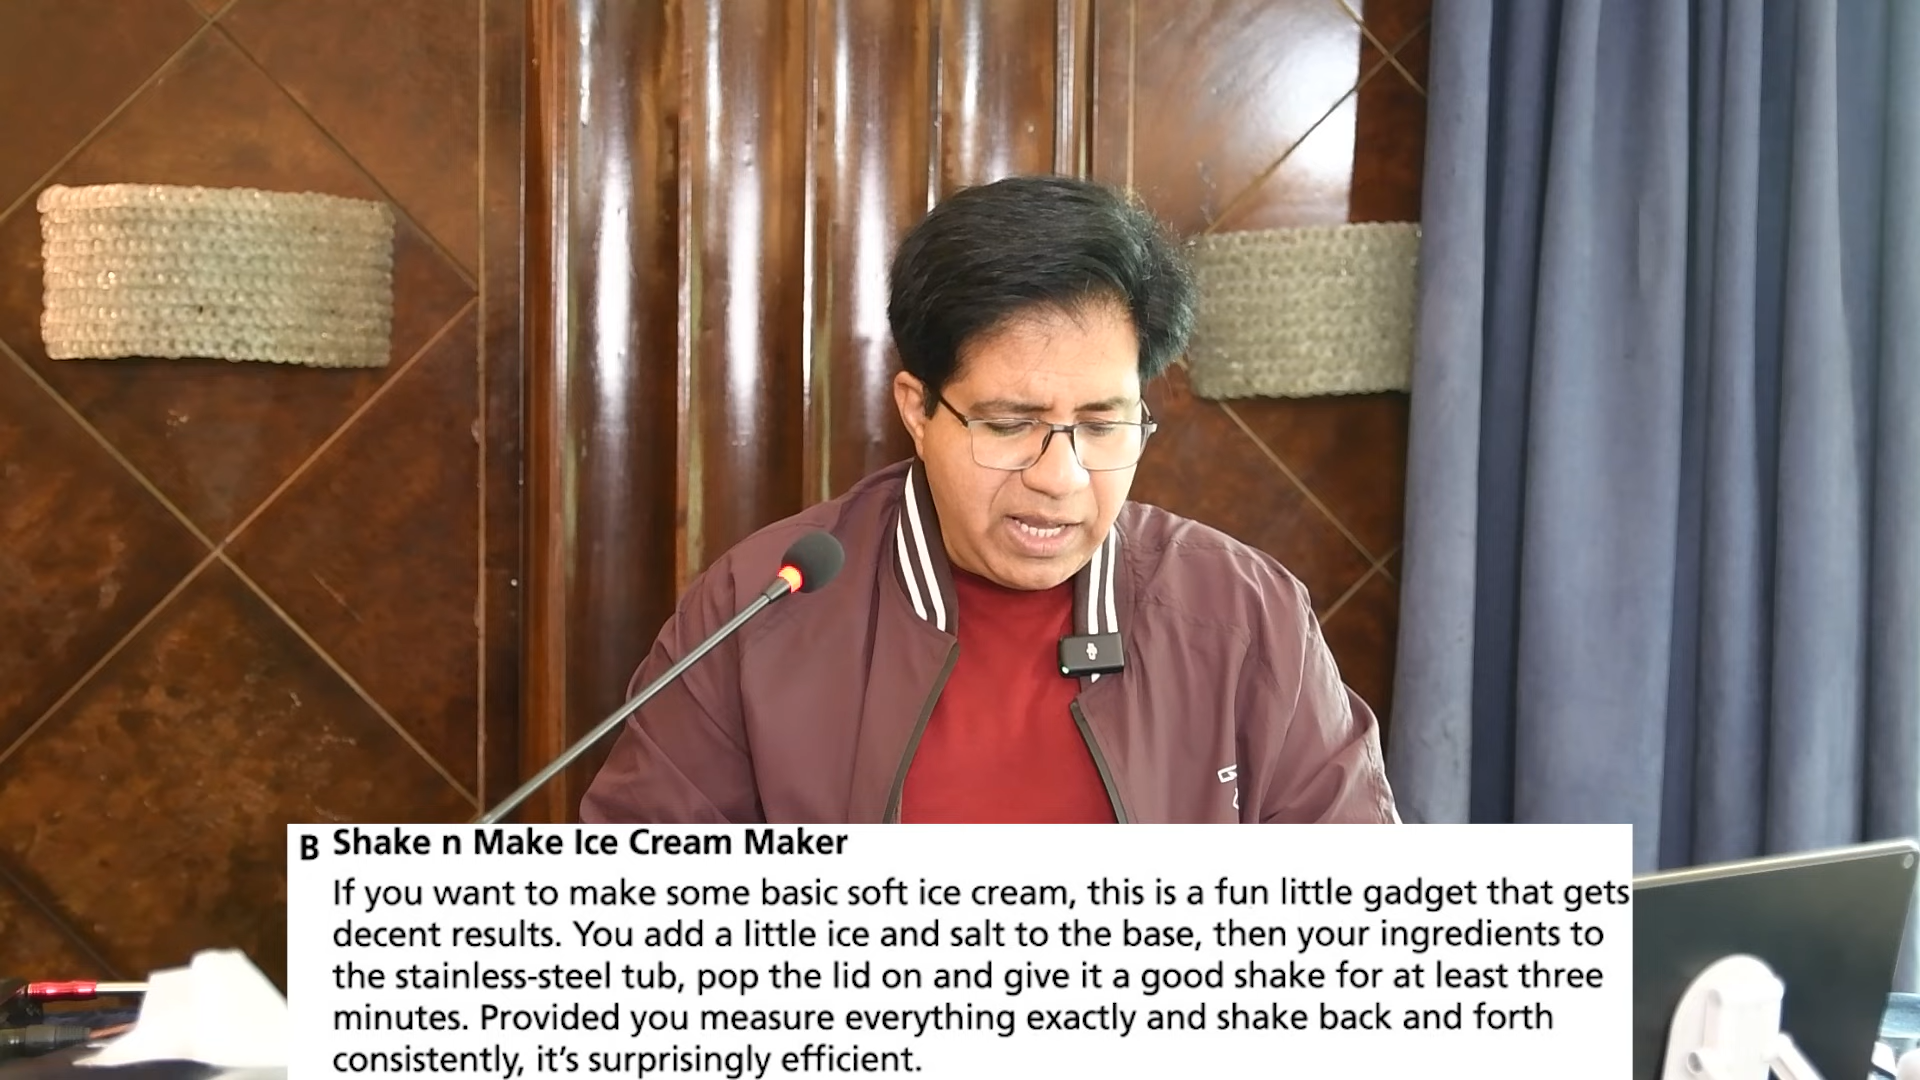 B Shake n Make Ice Cream Maker
If you want to make some basic soft ice cream, this is a fun little gadget that gets
decent results. You add a little ice and salt to the base, then your ingredients to
the stainless-steel tub, pop the lid on and give it a good shake for at least three
minutes. Provided you measure everything exactly and shake back and forth
consistently, it's surprisingly efficient.